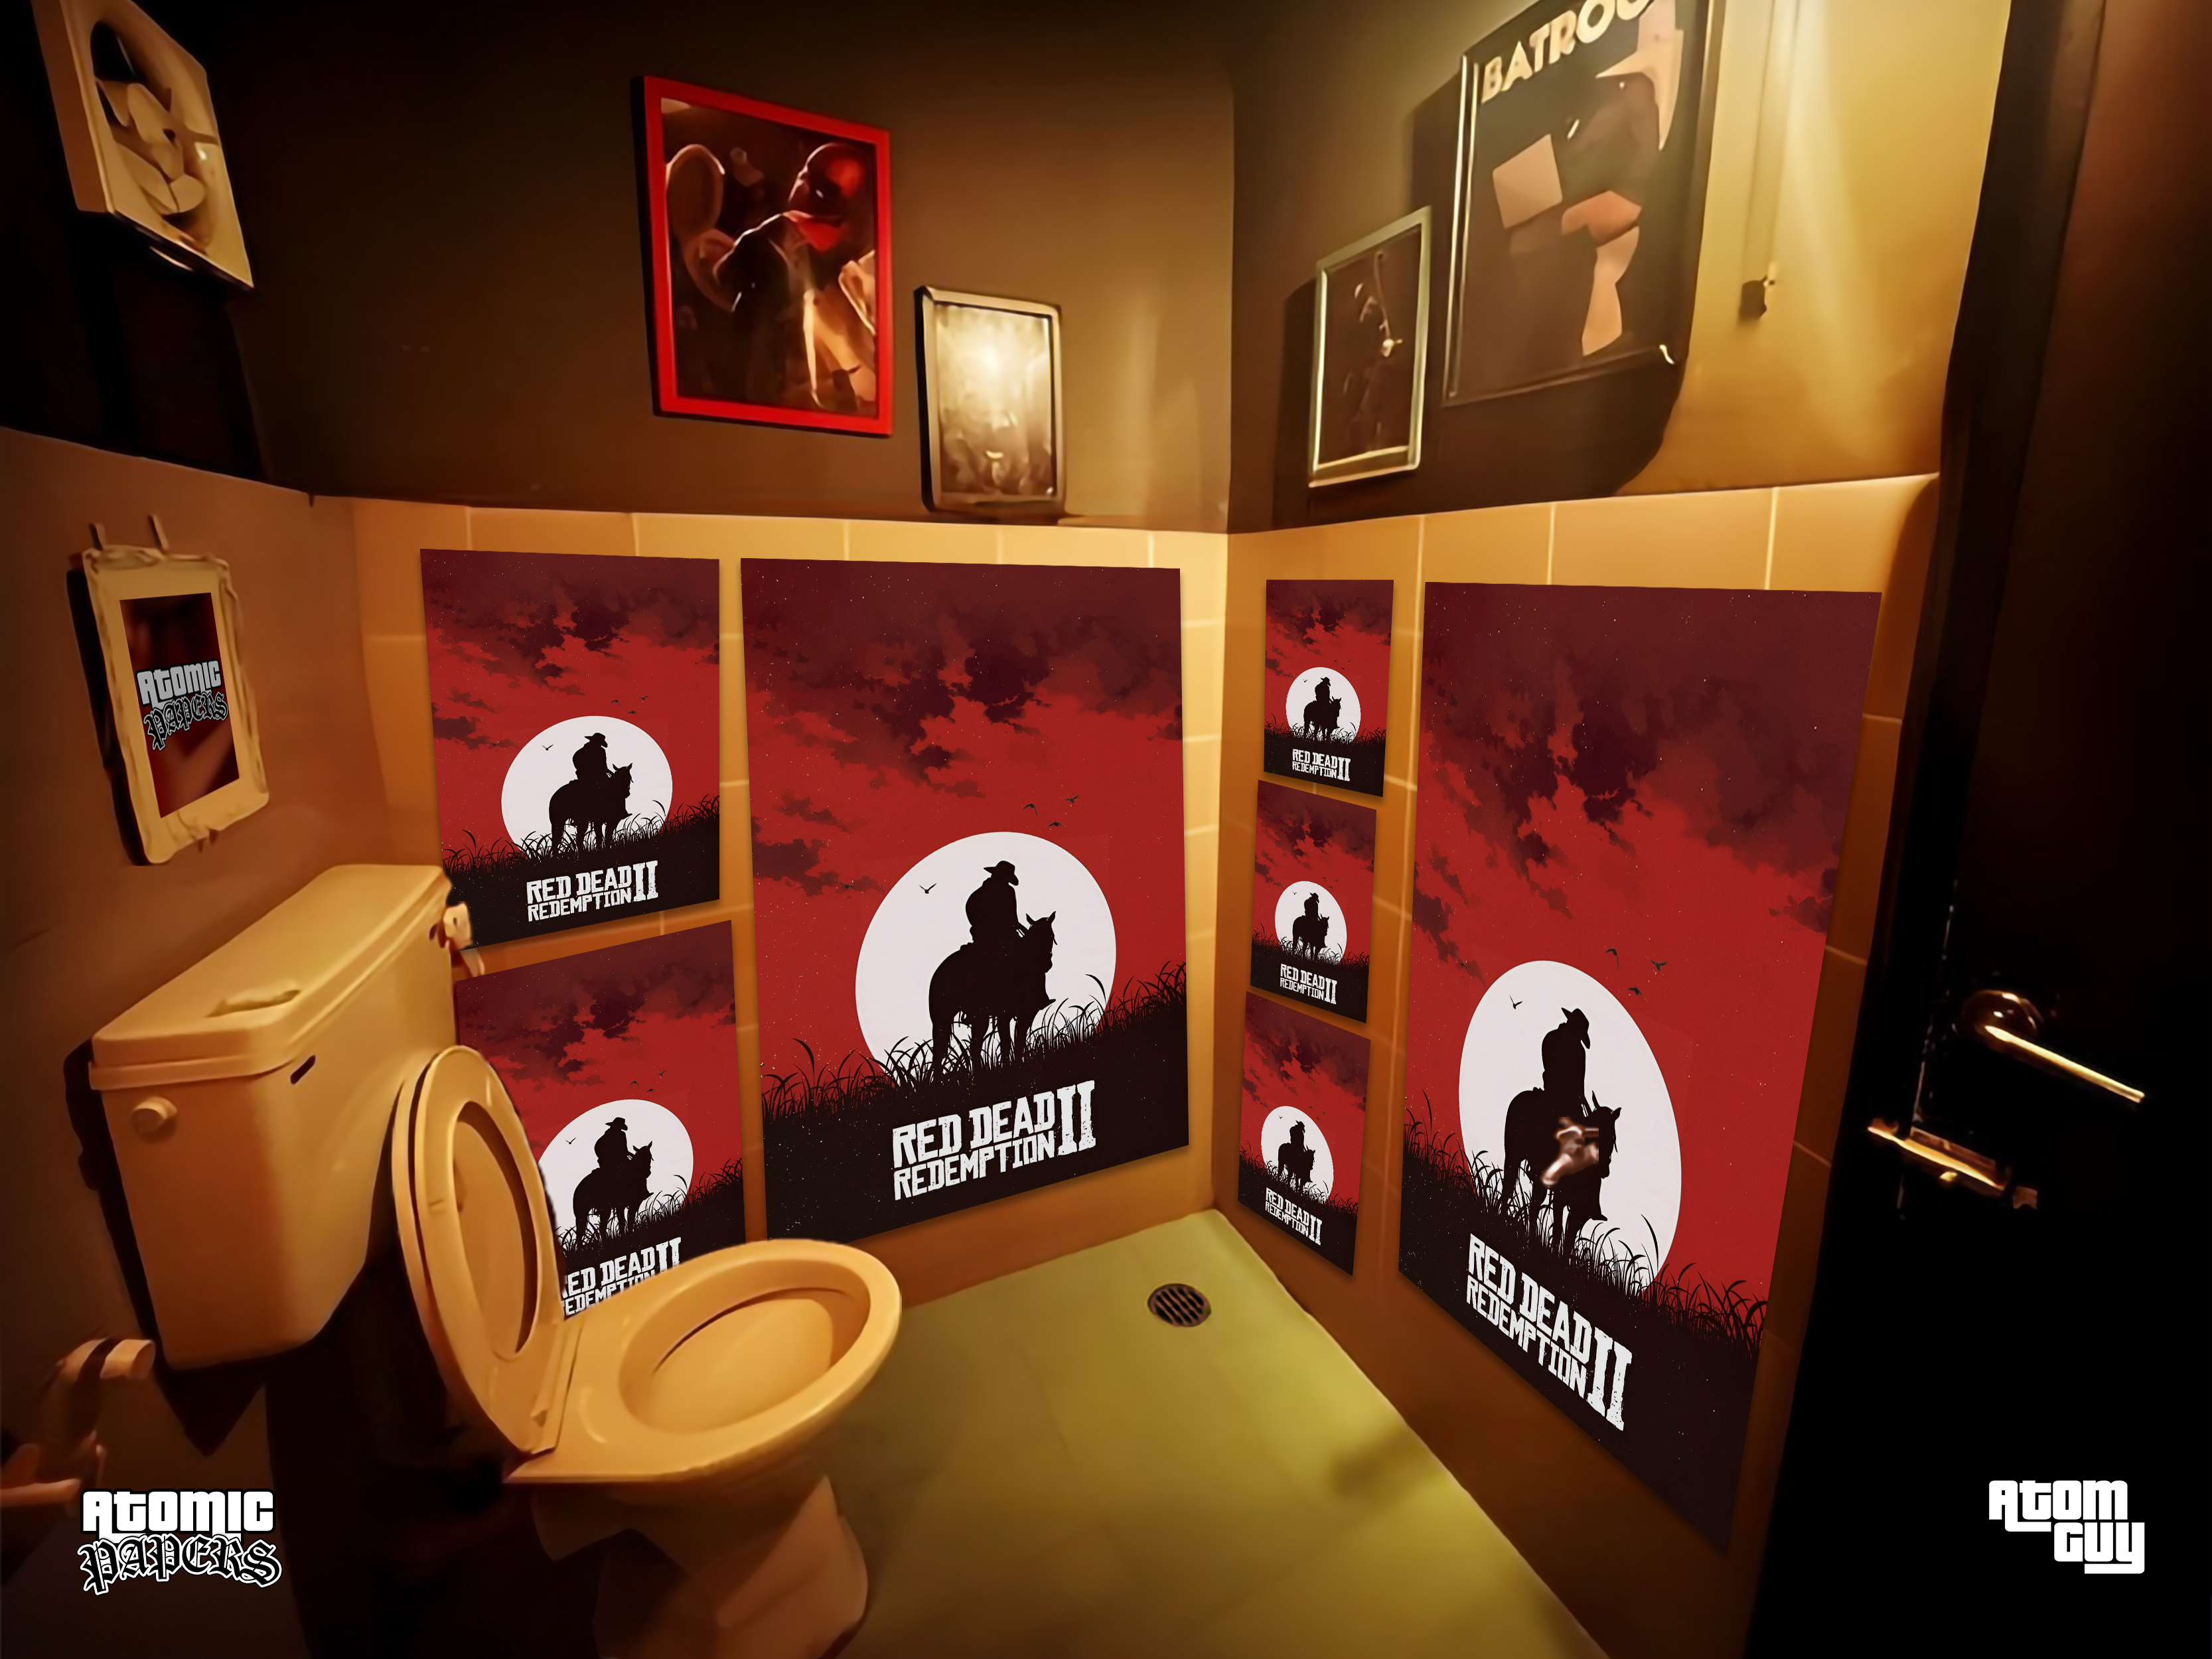 BATROO
ATOMIC
PAPERS
RED DEAD II
REDEMPTION
RED DEAD II
REDEMPTION
RED DEAD II
REDEMPTION
RED DEAD II
REDEMPTION
RED DEAD II
REDEMPTION
RED DEAD II
REDEMPTION
RED DEAD II
REDEMPTION
ATOMIC
PAPERS
ATOM
GUY